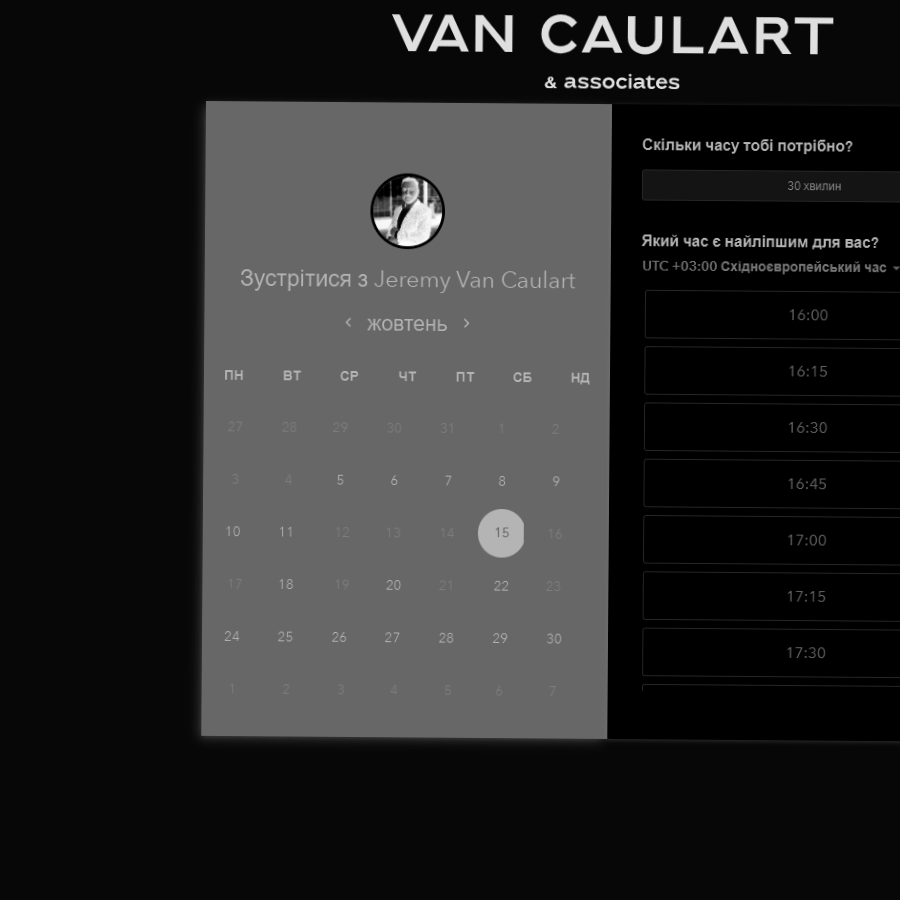 VAN CAULART
& associates
Зустрітися з Jeremy Van Caulart
жовтень
ПН ВТ СР ЧТ ПТ СБ НД
27 28 29 30 31 1 2
3 4 5 6 7 8 9
10 11 12 13 14 15 16
17 18 19 20 21 22 23
24 25 26 27 28 29 30
1 2 3 4 5 6 7
Скільки часу тобі потрібно?
30 хвилин
Який час є найліпшим для вас?
UTC +03:00 Східноєвропейський час
16:00
16:15
16:30
16:45
17:00
17:15
17:30